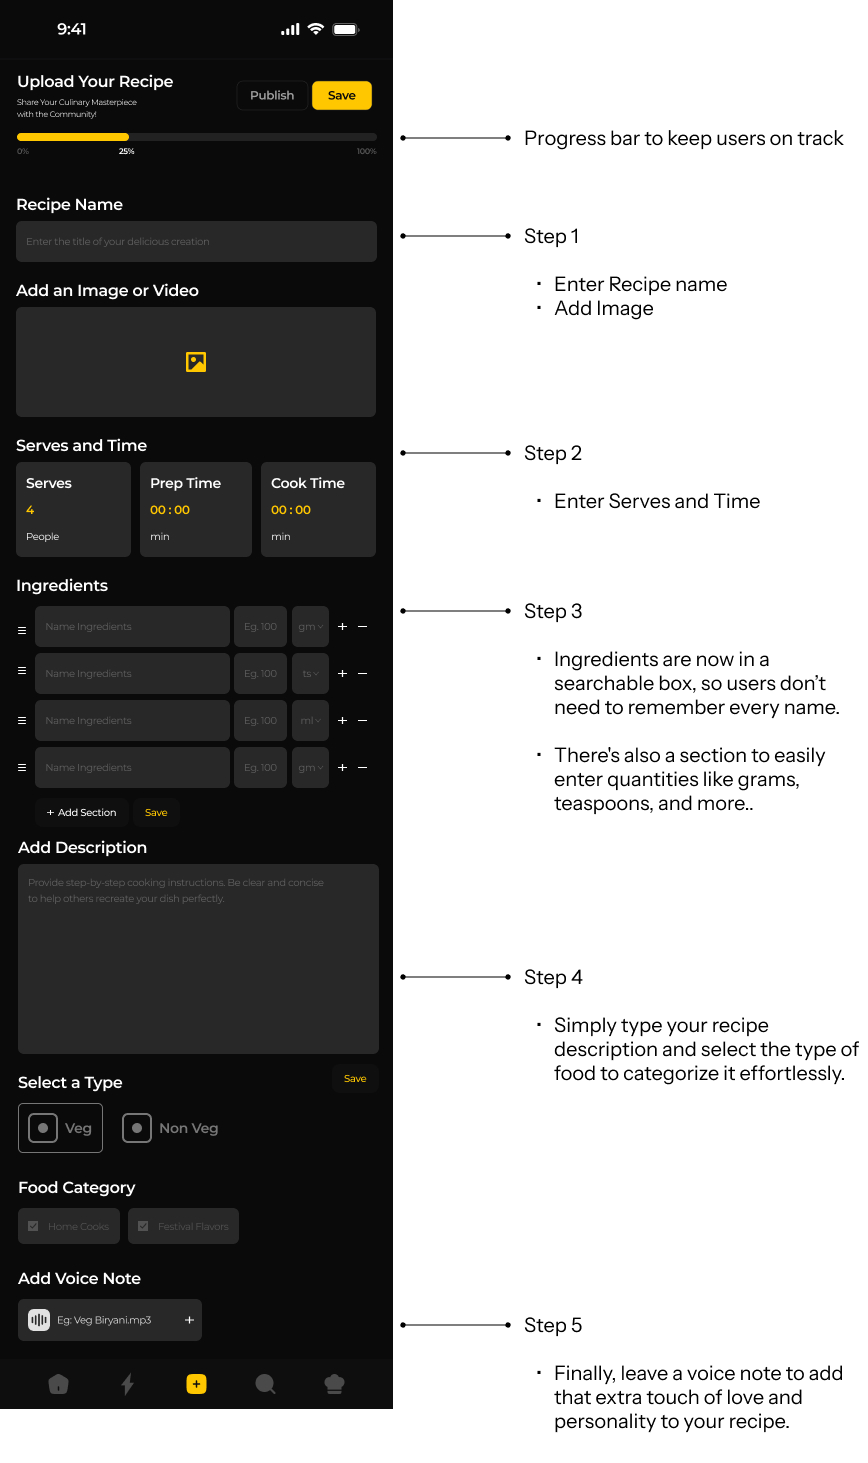 9:41
Upload Your Recipe
Share Your Culinary Masterpiece
with the Community!
Publish
Save
0%
25%
100%
Progress bar to keep users on track
Recipe Name
Enter the title of your delicious creation
Step 1
· Enter Recipe name
· Add Image
Add an Image or Video
Serves and Time
Serves
4
People
Prep Time
00 : 00
min
Cook Time
00 : 00
min
Step 2
· Enter Serves and Time
Ingredients
Name Ingredients Eg. 100 gm + −
Name Ingredients Eg. 100 ts + −
Name Ingredients Eg. 100 ml + −
Name Ingredients Eg. 100 gm + −
+ Add Section
Save
Step 3
· Ingredients are now in a
searchable box, so users don’t
need to remember every name.
· There's also a section to easily
enter quantities like grams,
teaspoons, and more..
Add Description
Provide step-by-step cooking instructions. Be clear and concise
to help others recreate your dish perfectly.
Step 4
· Simply type your recipe
description and select the type of
food to categorize it effortlessly.
Select a Type
Save
Veg
Non Veg
Food Category
Home Cooks
Festival Flavors
Add Voice Note
Eg: Veg Biryani.mp3 +
Step 5
· Finally, leave a voice note to add
that extra touch of love and
personality to your recipe.